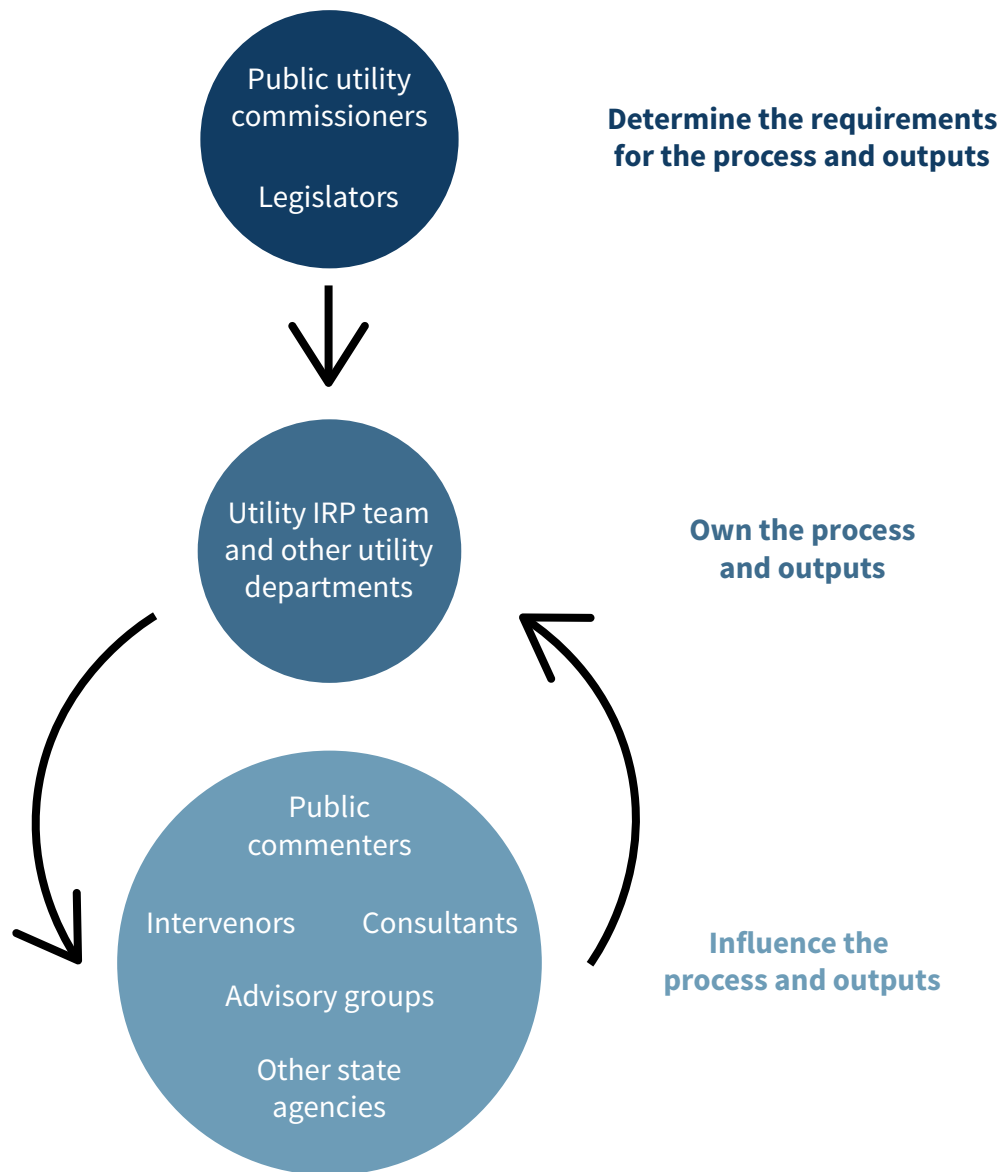 Public utility
commissioners
Legislators
Determine the requirements
for the process and outputs
Utility IRP team
and other utility
departments
Own the process
and outputs
Public
commenters
Intervenors
Consultants
Advisory groups
Other state
agencies
Influence the
process and outputs